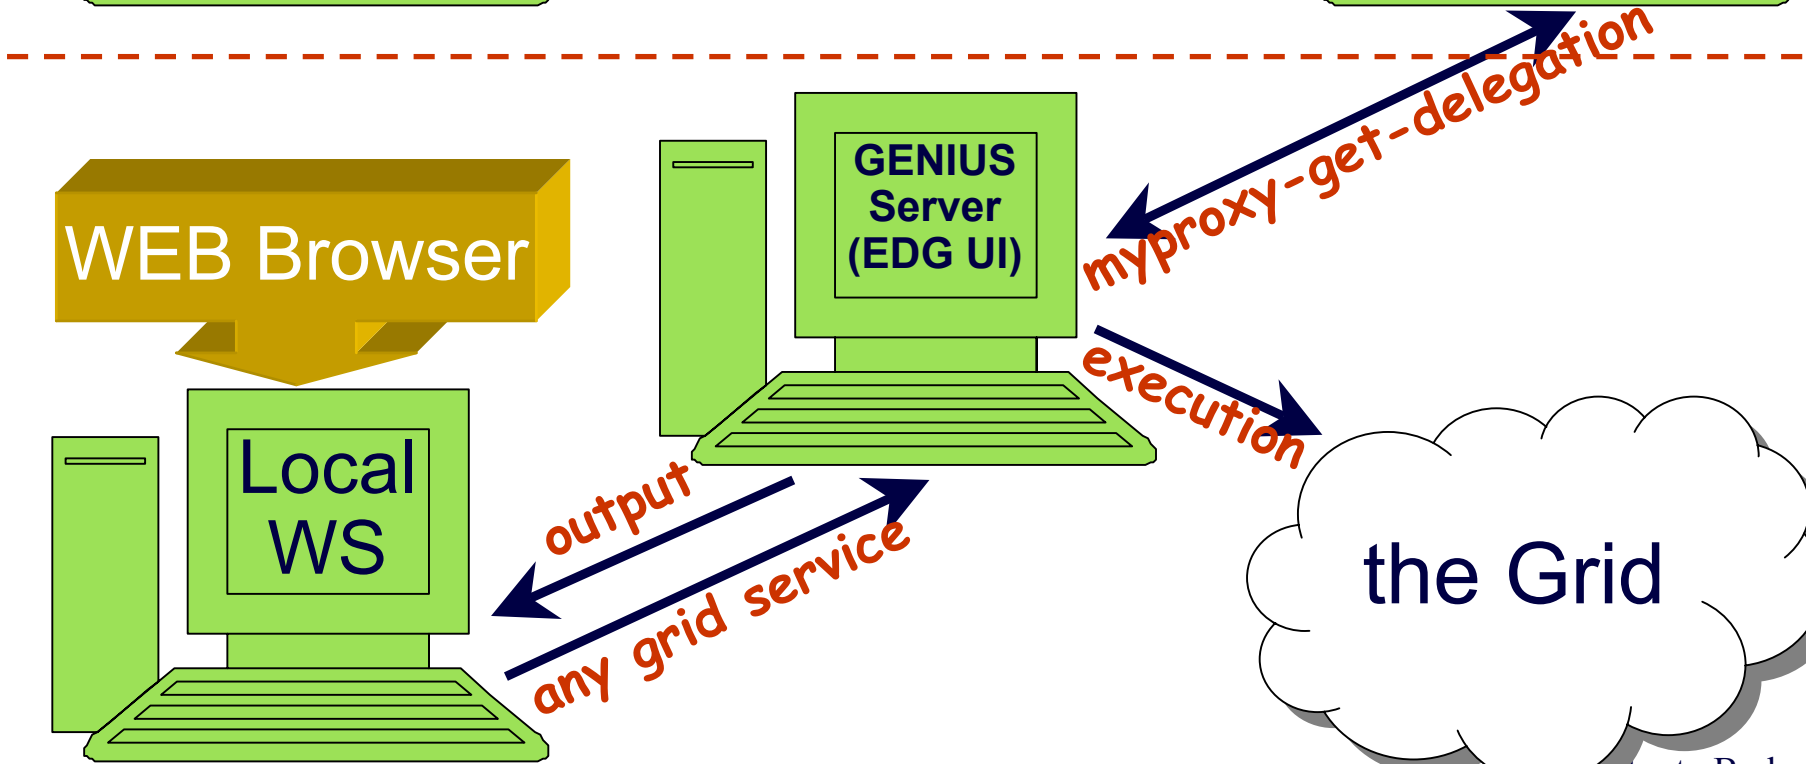 myproxy-get-delegation
GENIUS
Server
(EDG UI)
WEB Browser
execution
Local
WS
output
any grid service
the Grid